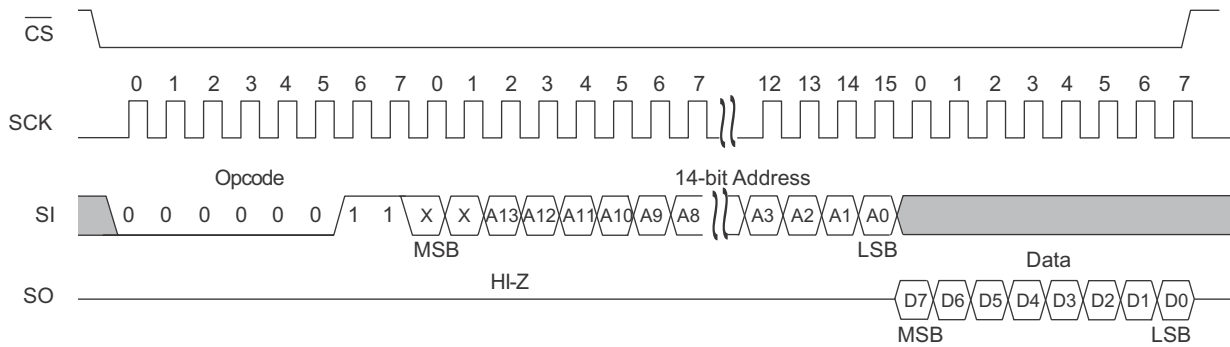 CS
0 1 2 3 4 5 6 7 0 1 2 3 4 5 6 7 12 13 14 15 0 1 2 3 4 5 6 7
SCK
Opcode 14-bit Address
SI 0 0 0 0 0 0 1 1 X X A13 A12 A11 A10 A9 A8 A3 A2 A1 A0
MSB LSB
HI-Z Data
SO D7 D6 D5 D4 D3 D2 D1 D0
MSB LSB